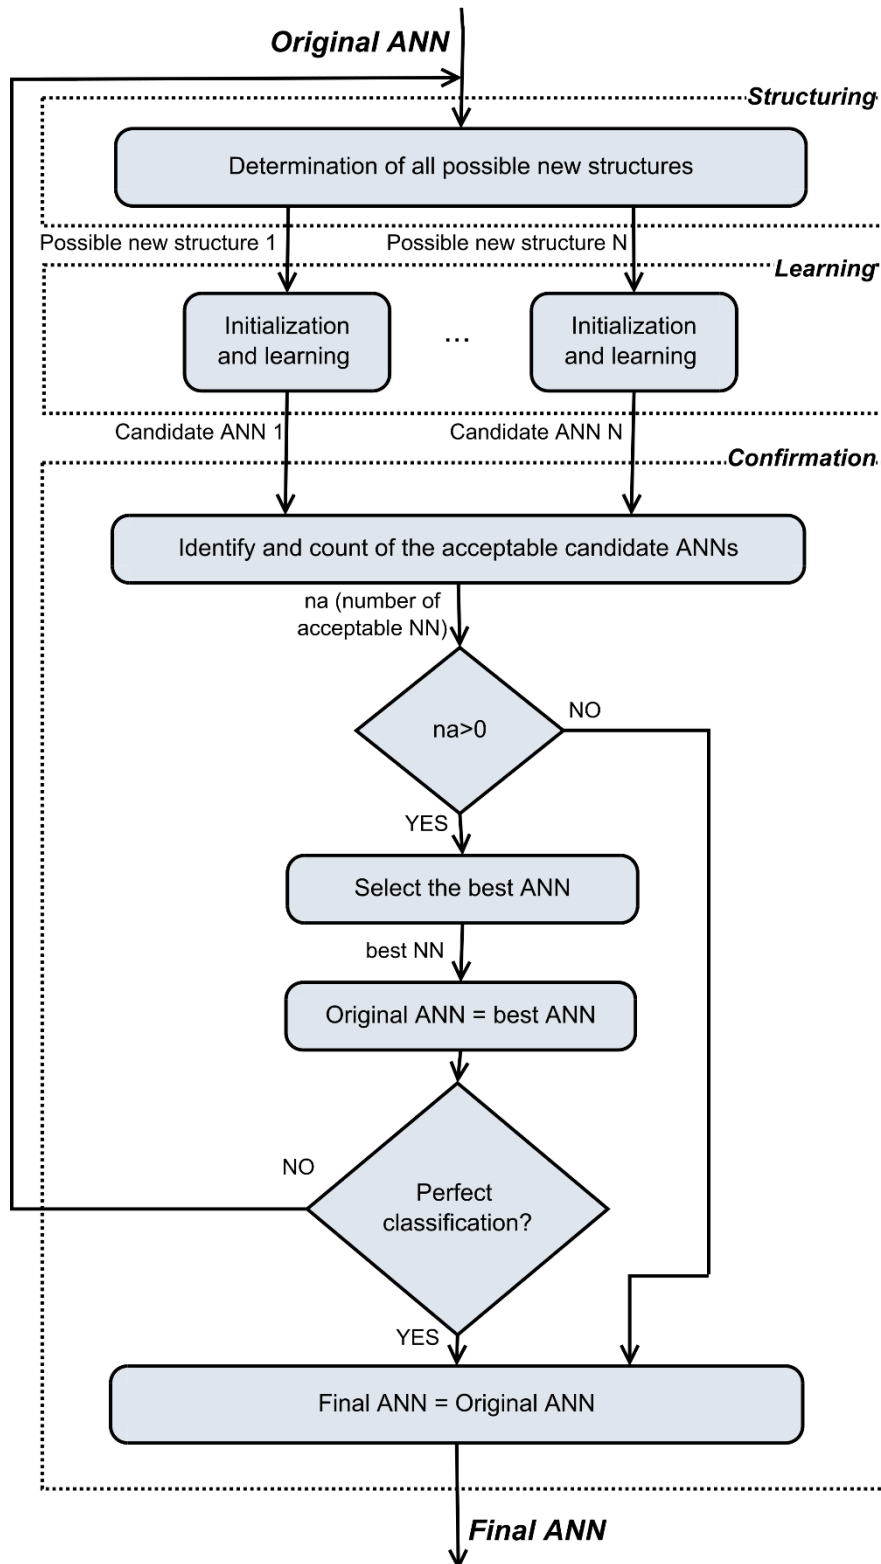 Original ANN
Structuring
Determination of all possible new structures
Possible new structure 1
Possible new structure N
Learning
Initialization
and learning
...
Initialization
and learning
Candidate ANN 1
Candidate ANN N
Confirmation
Identify and count of the acceptable candidate ANNs
na (number of
acceptable NN)
na>0
NO
YES
Select the best ANN
best NN
Original ANN = best ANN
NO
Perfect
classification?
YES
Final ANN = Original ANN
Final ANN